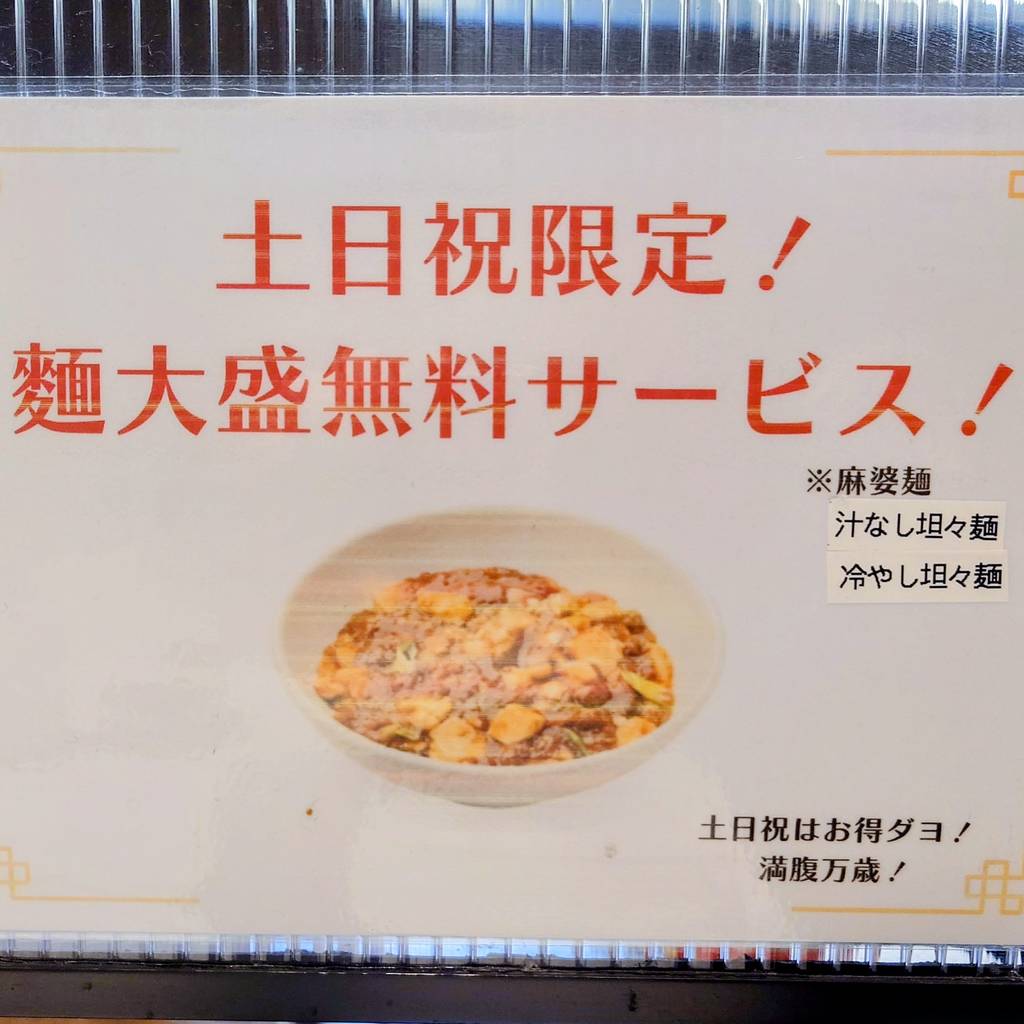 土日祝限定！
麵大盛無料サービス！
※麻婆麺
汁なし坦々麺
冷やし坦々麺
土日祝はお得ダヨ！
満腹万歳！